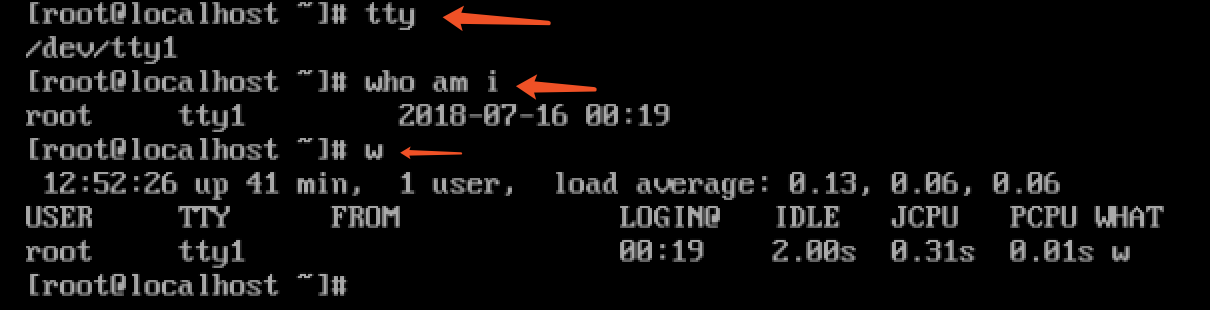 [root@localhost ~]# tty
/dev/tty1
[root@localhost ~]# who am i
root     tty1         2018-07-16 00:19
[root@localhost ~]# w
 12:52:26 up 41 min,  1 user,  load average: 0.13, 0.06, 0.06
USER     TTY      FROM             LOGIN@   IDLE   JCPU   PCPU WHAT
root     tty1                      00:19    2.00s  0.31s  0.01s w
[root@localhost ~]#